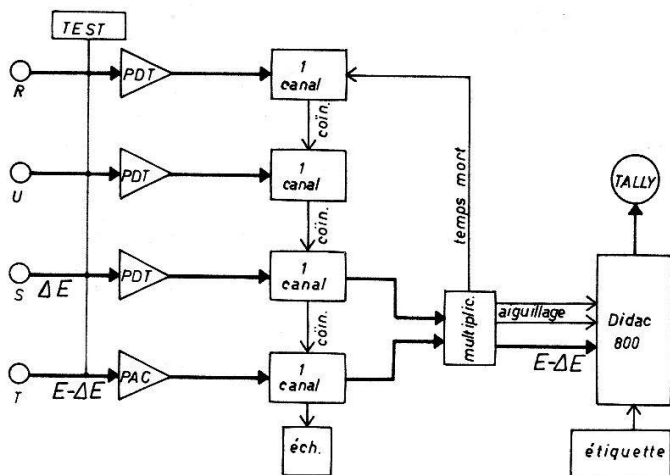 TEST
R
PDT
1
canal
coïn.
U
PDT
1
canal
coïn.
temps mort
TALLY
S
ΔE
PDT
1
canal
coïn.
multiplic.
aiguillage
Didac
800
E-ΔE
T
E-ΔE
PAC
1
canal
éch.
étiquette